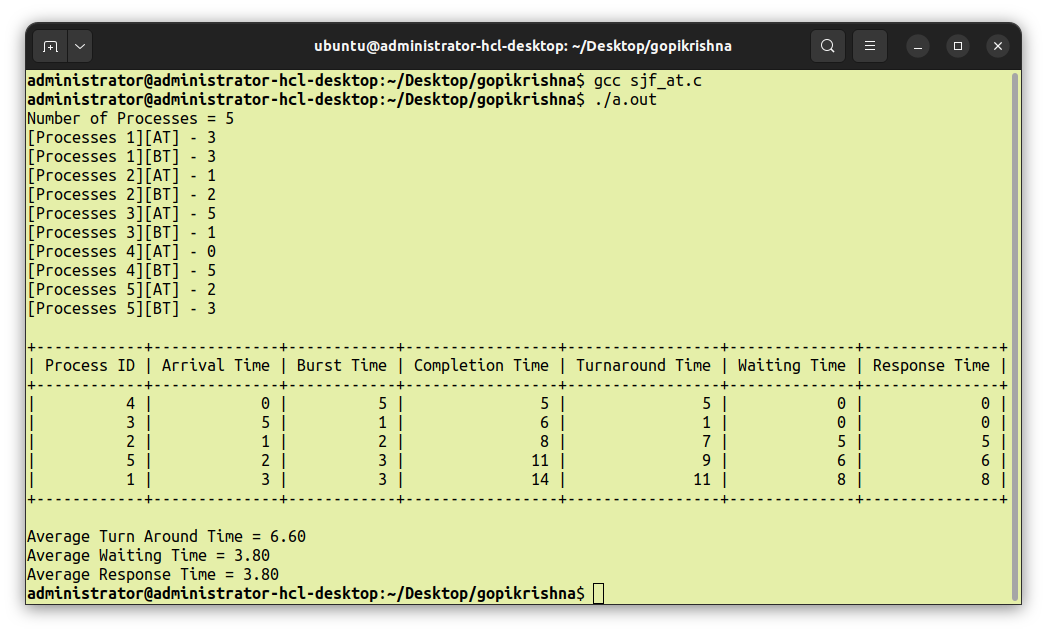 ubuntu@administrator-hcl-desktop: ~/Desktop/gopikrishna
administrator@administrator-hcl-desktop:~/Desktop/gopikrishna$ gcc sjf_at.c
administrator@administrator-hcl-desktop:~/Desktop/gopikrishna$ ./a.out
Number of Processes = 5
[Processes 1][AT] - 3
[Processes 1][BT] - 3
[Processes 2][AT] - 1
[Processes 2][BT] - 2
[Processes 3][AT] - 5
[Processes 3][BT] - 1
[Processes 4][AT] - 0
[Processes 4][BT] - 5
[Processes 5][AT] - 2
[Processes 5][BT] - 3
+------------+--------------+------------+-----------------+-----------------+--------------+---------------+
| Process ID | Arrival Time | Burst Time | Completion Time | Turnaround Time | Waiting Time | Response Time |
+------------+--------------+------------+-----------------+-----------------+--------------+---------------+
|          4 |            0 |          5 |               5 |               5 |            0 |             0 |
|          3 |            5 |          1 |               6 |               1 |            0 |             0 |
|          2 |            1 |          2 |               8 |               7 |            5 |             5 |
|          5 |            2 |          3 |              11 |               9 |            6 |             6 |
|          1 |            3 |          3 |              14 |              11 |            8 |             8 |
+------------+--------------+------------+-----------------+-----------------+--------------+---------------+
Average Turn Around Time = 6.60
Average Waiting Time = 3.80
Average Response Time = 3.80
administrator@administrator-hcl-desktop:~/Desktop/gopikrishna$